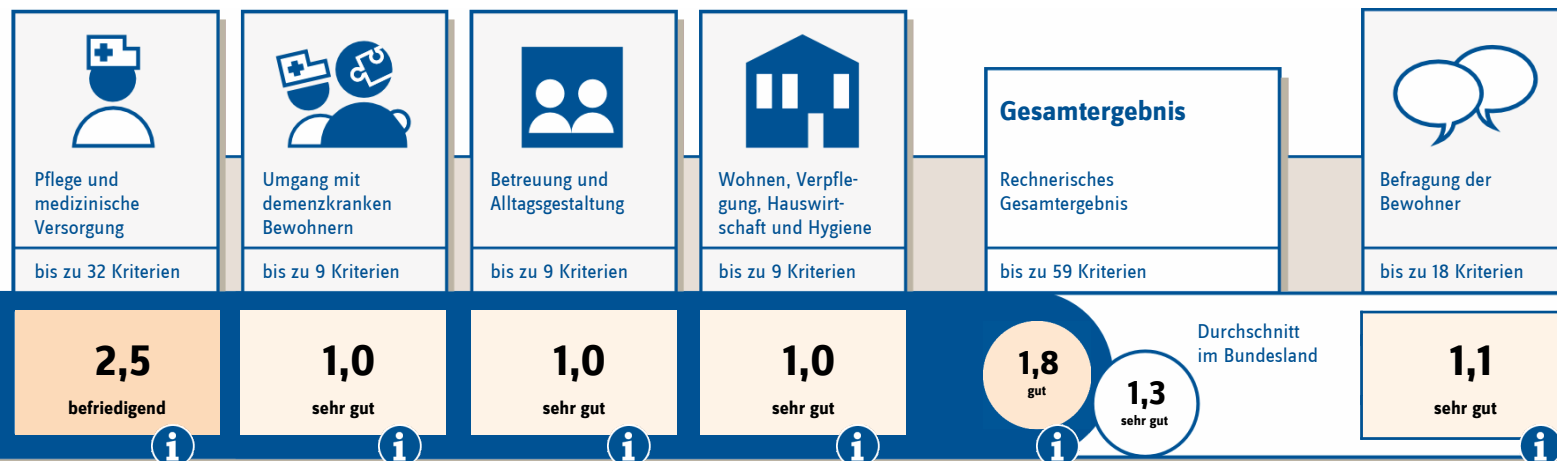 Pflege und
medizinische
Versorgung
bis zu 32 Kriterien
2,5
befriedigend
Umgang mit
demenzkranken
Bewohnern
bis zu 9 Kriterien
1,0
sehr gut
Betreuung und
Alltagsgestaltung
bis zu 9 Kriterien
1,0
sehr gut
Wohnen, Verpfle-
gung, Hauswirt-
schaft und Hygiene
bis zu 9 Kriterien
1,0
sehr gut
Gesamtergebnis
Rechnerisches
Gesamtergebnis
bis zu 59 Kriterien
1,8
gut
Durchschnitt
im Bundesland
1,3
sehr gut
Befragung der
Bewohner
bis zu 18 Kriterien
1,1
sehr gut